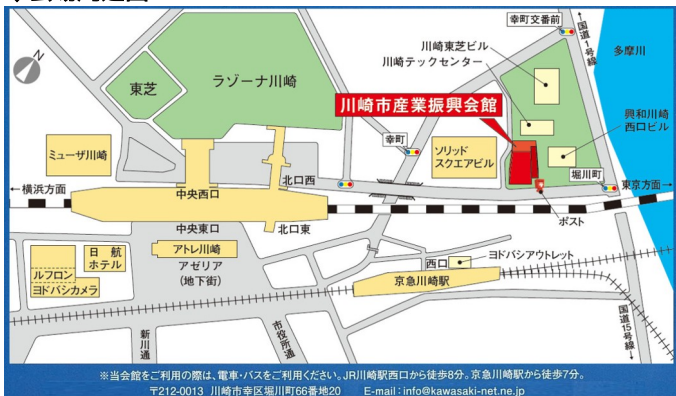 幸町交番前
国道1号線
多摩川
川崎東芝ビル
川崎テックセンター
ラゾーナ川崎
東芝
N
川崎市産業振興会館
興和川崎
西口ビル
幸町
ソリッド
スクエアビル
ミューザ川崎
堀川町
北口西
←横浜方面
中央西口
東京方面→
ポスト
中央東口
北口東
アトレ川崎
日航
ホテル
アゼリア
(地下街)
ルフロン
ヨドバシカメラ
西口
ヨドバシアウトレット
京急川崎駅
新川通
市役所通
国道15号線
※当会館をご利用の際は、電車・バスをご利用ください。JR川崎駅西口から徒歩8分。京急川崎駅から徒歩7分。
〒212-0013 川崎市幸区堀川町66番地20 E-mail:info@kawasaki-net.ne.jp